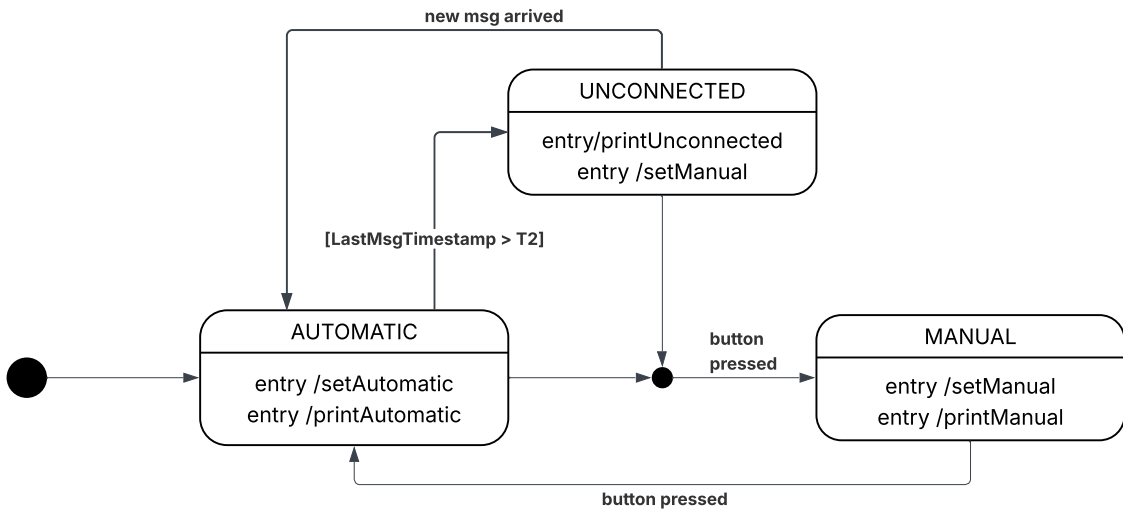 new msg arrived
UNCONNECTED
entry/printUnconnected
entry /setManual
[LastMsgTimestamp > T2]
AUTOMATIC
entry /setAutomatic
entry /printAutomatic
button
pressed
MANUAL
entry /setManual
entry /printManual
button pressed